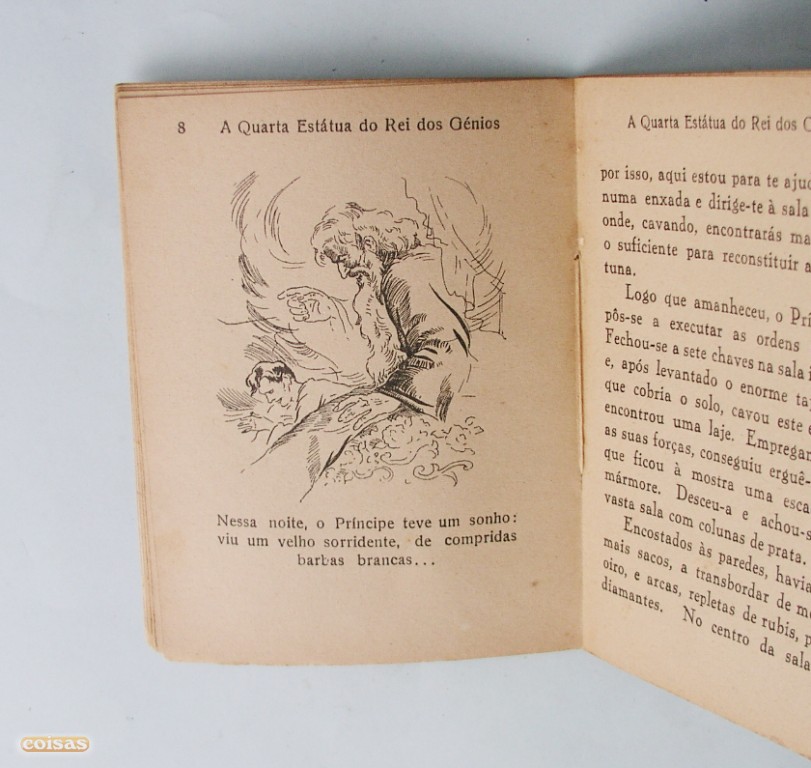 8 A Quarta Estátua do Rei dos Génios
Nessa noite, o Príncipe teve um sonho:
viu um velho sorridente, de compridas
barbas brancas...
A Quarta Estátua do Rei dos
por isso, aqui estou para te
numa enxada e dirige-te à sala
onde, cavando, encontrarás
o suficiente para reconstituir
tuna.
Logo que amanheceu, o
pôs-se a executar as ordens
Fechou-se a sete chaves na sala
e, após levantado o enorme
que cobria o solo, cavou este
encontrou uma laje.
as suas forças, conseguiu
que ficou à mostra uma
mármore. Desceu-a e
vasta sala com colunas de prata.
Encostados às paredes,
mais sacos, a transbordar de
oiro, e arcas, repletas de rubis,
diamantes. No centro da sala
coisas